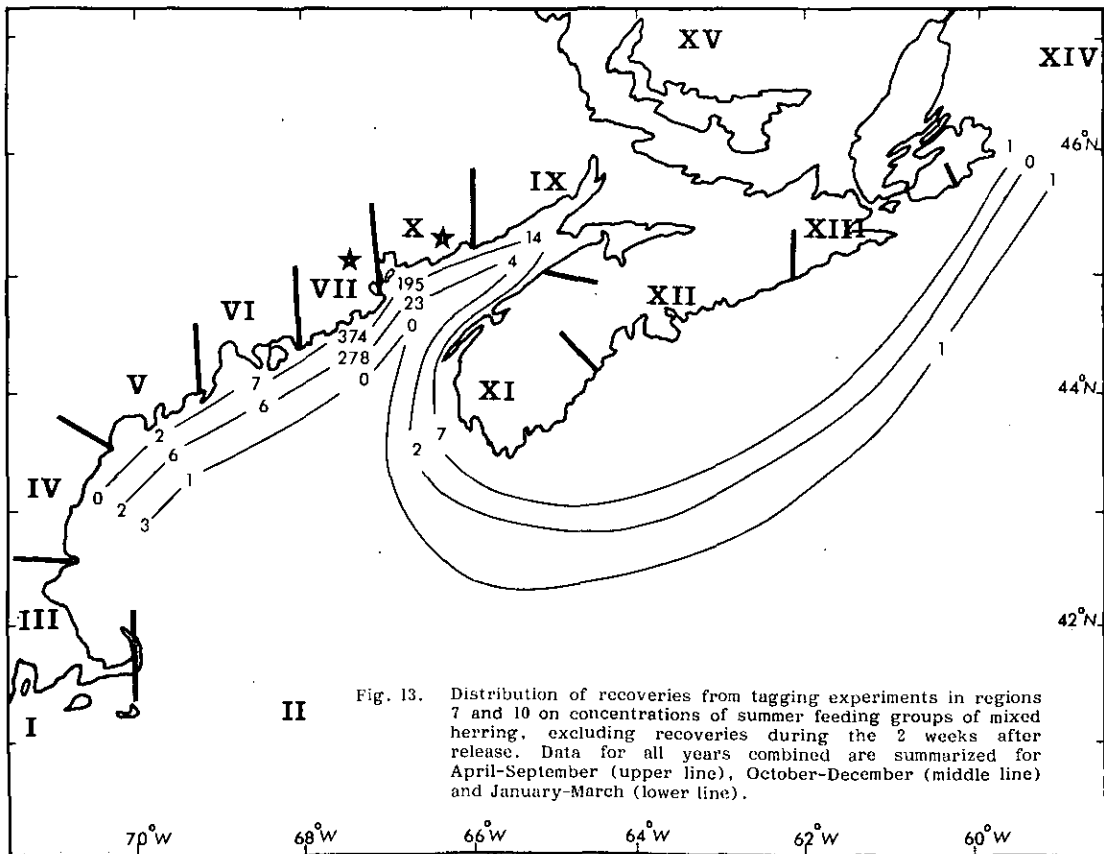 XV
XIV
46°N
1
0
1
IX
X
14
XIII
VII
195
4
23
XII
VI
374
0
278
1
V
7
0
44°N
XI
6
2
7
2
6
IV
0
1
2
3
III
42°N
I
II
Fig. 13. Distribution of recoveries from tagging experiments in regions
7 and 10 on concentrations of summer feeding groups of mixed
herring, excluding recoveries during the 2 weeks after
release. Data for all years combined are summarized for
April-September (upper line), October-December (middle line)
and January-March (lower line).
70°W
68°W
66°W
64°W
62°W
60°W